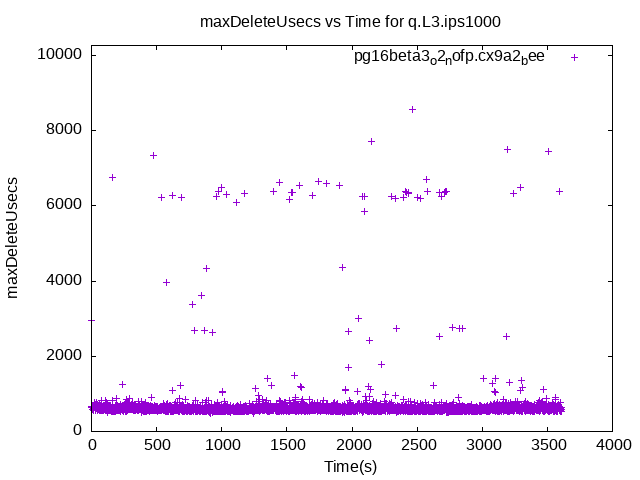 maxDeleteUsecs vs Time for q.L3.ips1000
pg16beta3o2nofp.cx9a2bee
maxDeleteUsecs
10000
8000
6000
4000
2000
0
0 500 1000 1500 2000 2500 3000 3500 4000
Time(s)